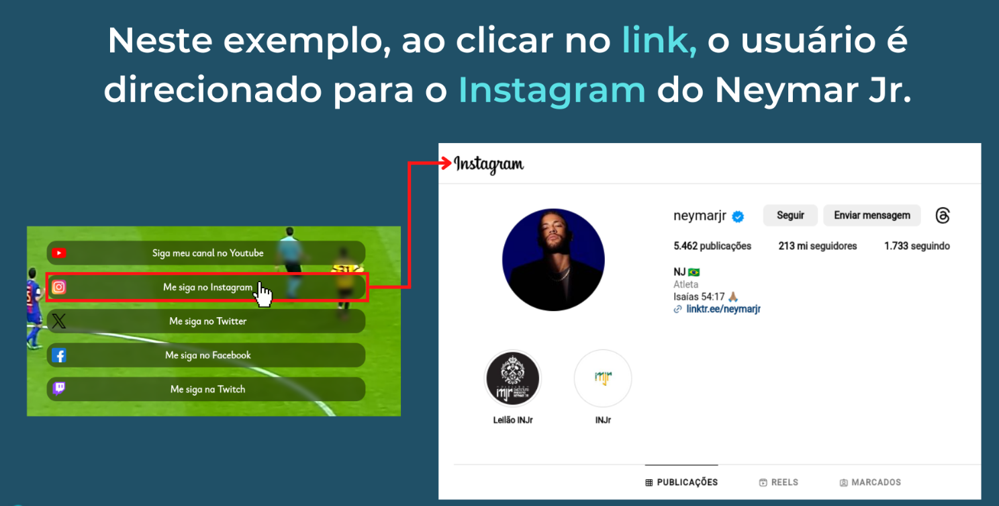 Neste exemplo, ao clicar no link, o usuário é
direcionado para o Instagram do Neymar Jr.
Siga meu canal no Youtube
Me siga no Instagram
Me siga no Twitter
Me siga no Facebook
Me siga na Twitch
Instagram
neymarjr Seguir Enviar mensagem
5.462 publicações 213 mi seguidores 1.733 seguindo
NJ 🇧🇷
Atleta
Isaías 54:17 🙏🏽
linktr.ee/neymarjr
injr INSTITUTO
injr
Leilão INJr INJr
PUBLICAÇÕES REELS MARCADOS